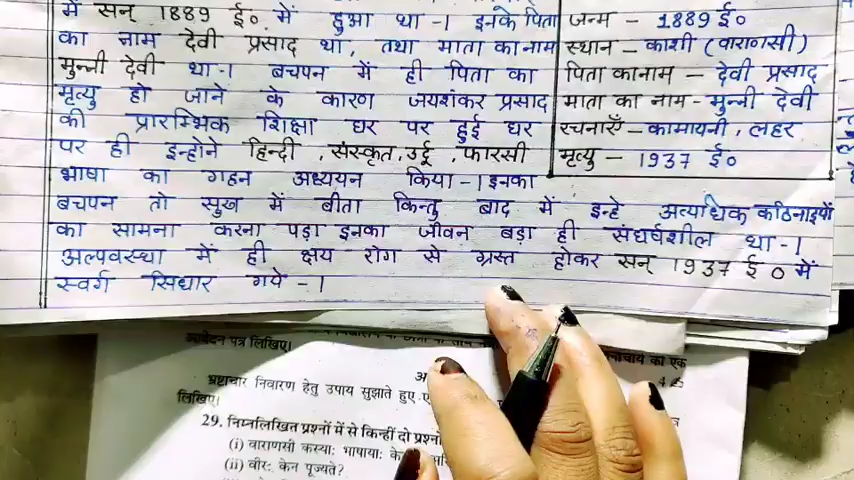 में सन् 1889 ई० में हुआ था -। इनके पिता
का नाम देवी प्रसाद था, तथा माता का नाम
मुन्नी देवी था -। बचपन में ही पिता का
मृत्यु हो जाने के कारण जयशंकर प्रसाद
की प्रारम्भिक शिक्षा घर पर हुई घर
पर ही इन्होने हिन्दी ,संस्कृत,उर्दू ,फारसी
भाषा का गहन अध्ययन किया -।इनका
बचपन तो सुख में बीता किन्तु बाद में इन्हे अत्याधिक कठिनाइयों
का सामना करना पड़ा इनका जीवन बड़ा ही संघर्षशील था -।
अल्पवस्था में ही क्षय रोग से ग्रस्त होकर सन् 1937 ई० में
स्वर्ग सिधार गये -।
जन्म – 1889 ई०
स्थान – काशी (वाराणसी)
पिता का नाम – देवी प्रसाद
माता का नाम - मुन्नी देवी
रचनाएँ – कामायनी, लहर
मृत्यु – 1937 ई०
आवेदन पत्र लिखिए।
का एक
भ्रष्टाचार निवारण हेतु उपाय सुझाते हुए
लिखिए।
29. निम्नलिखित प्रश्नों में से किन्हीं दो प्रश्नों
(i) वाराणसी कस्याः भाषायाः
(ii) वीरः केन पूज्यते?